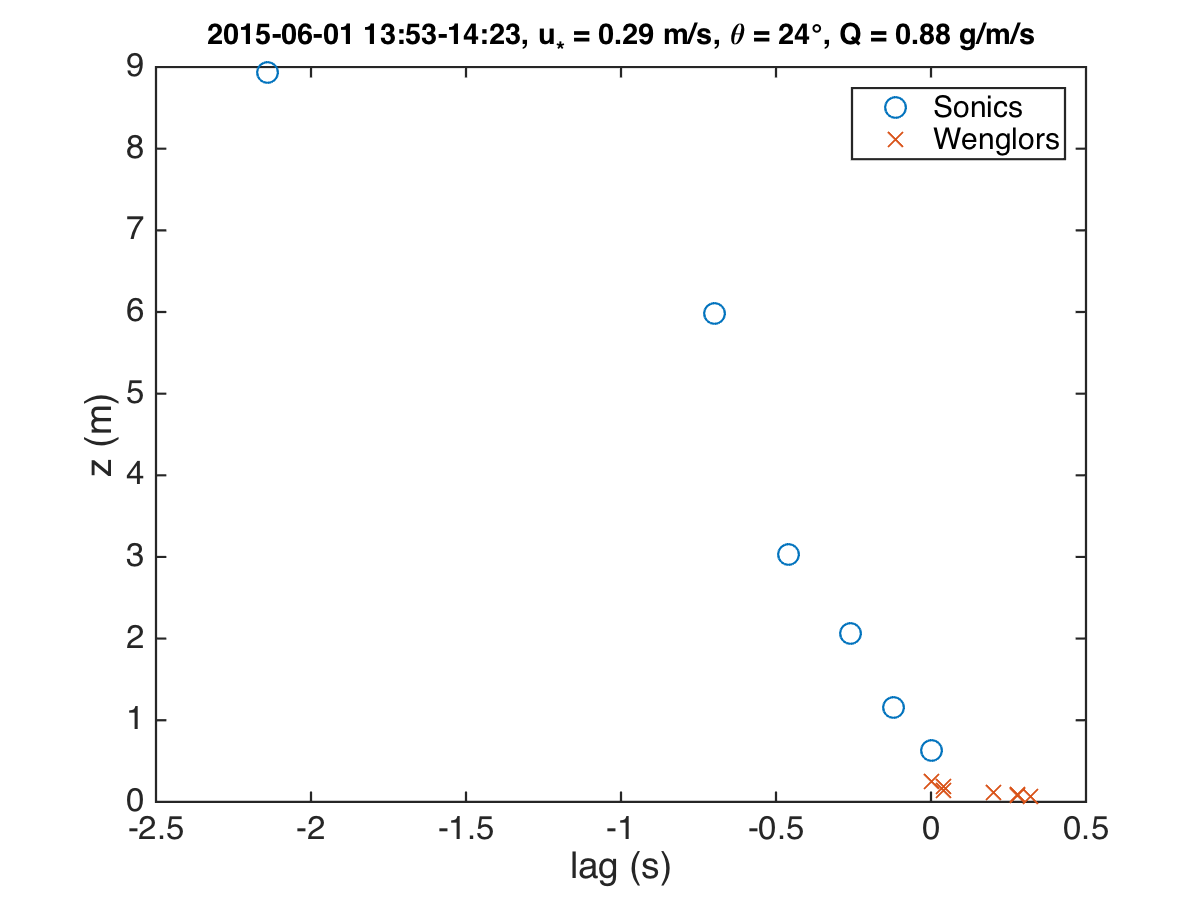 2015-06-01 13:53-14:23, u* = 0.29 m/s, θ = 24°, Q = 0.88 g/m/s
Sonics
Wenglors
9
8
7
6
5
4
3
2
1
0
z (m)
-2.5 -2 -1.5 -1 -0.5 0 0.5
lag (s)